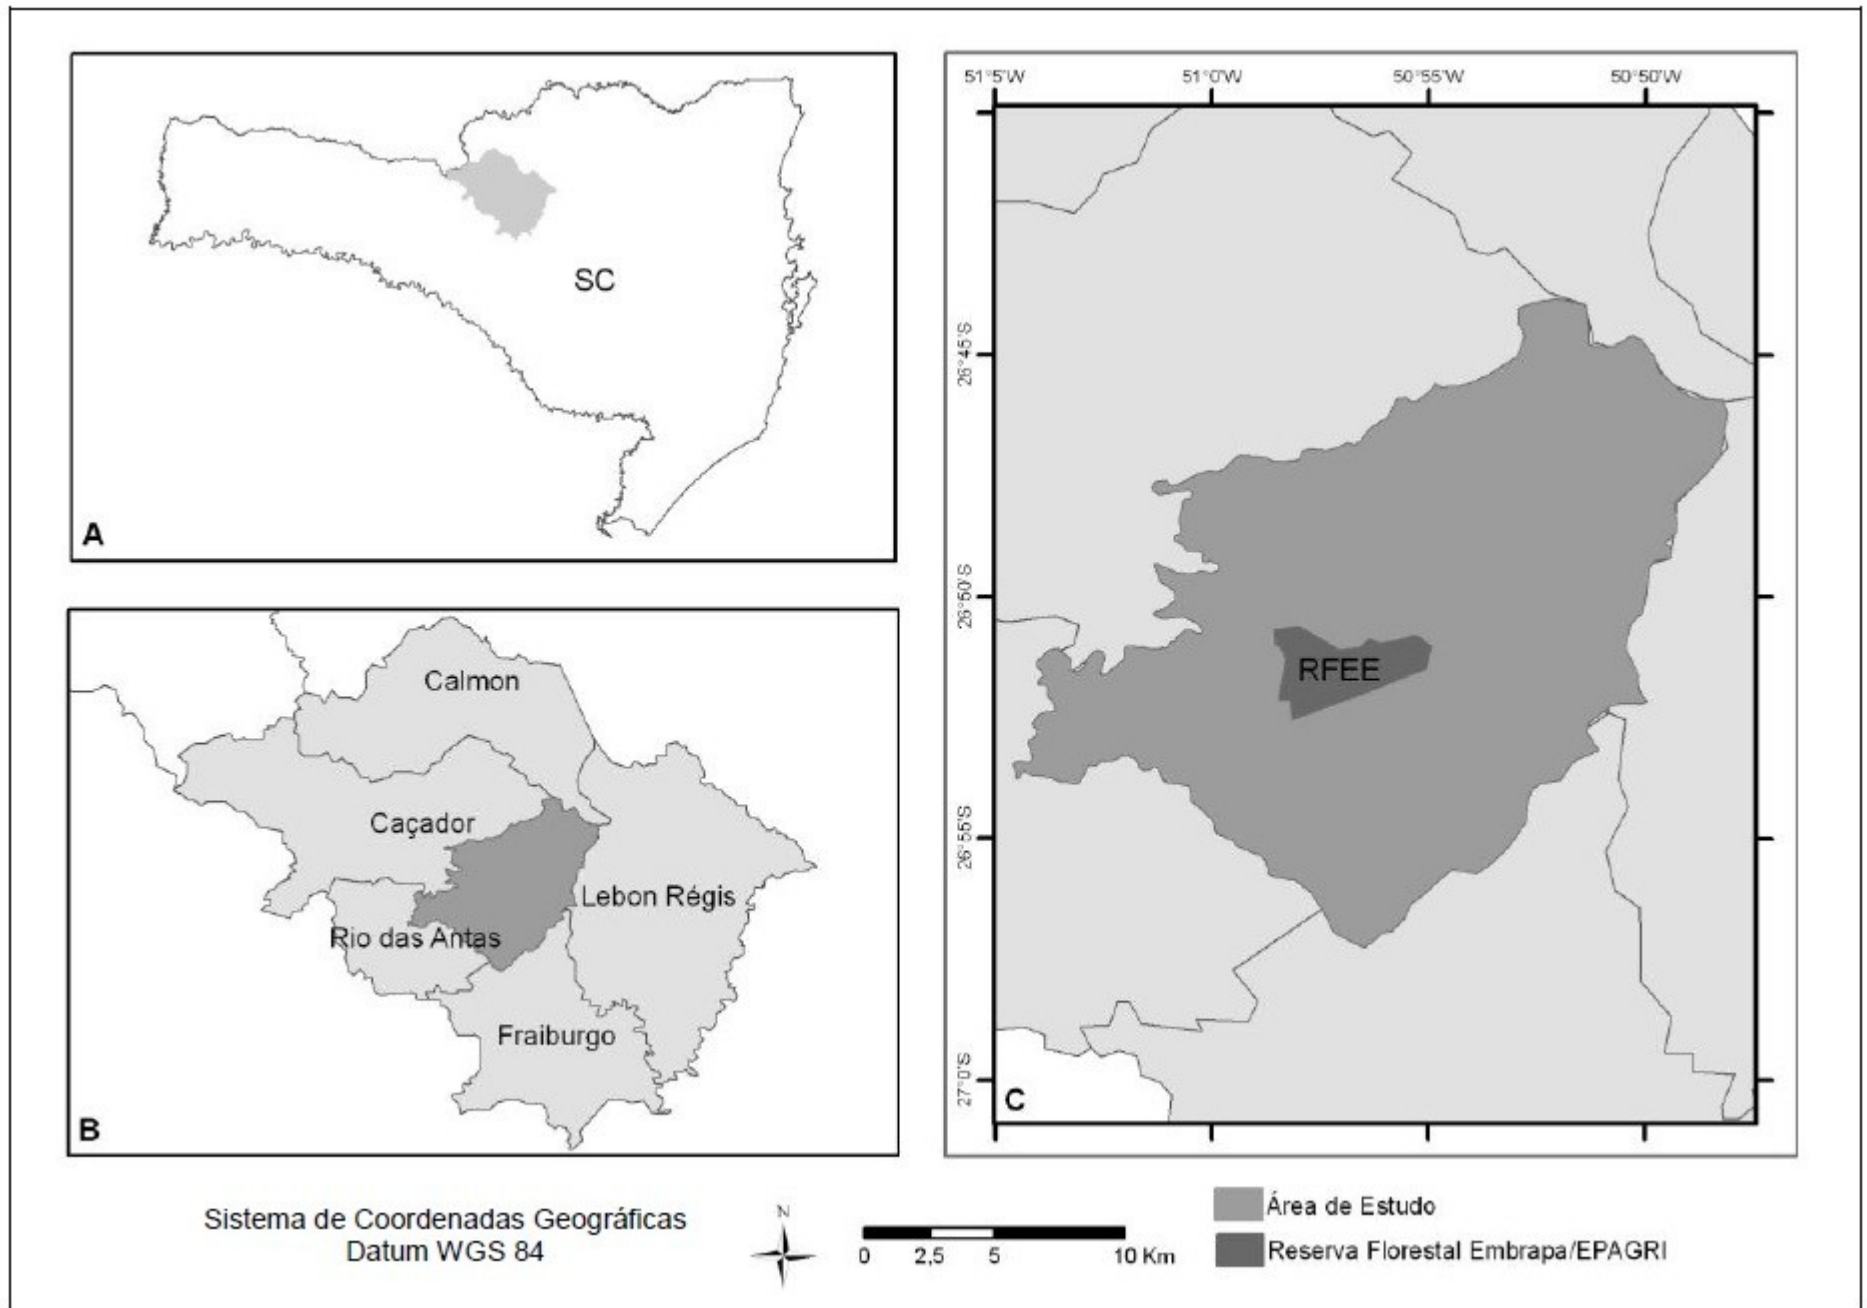 SC
A
Calmon
Caçador
Lebon Régis
Rio das Antas
Fraiburgo
B
51°5'W 51°0'W 50°55'W 50°50'W
26°45'S
26°50'S
26°55'S
27°0'S
RFEE
C
Sistema de Coordenadas Geográficas
Datum WGS 84
N
0 2,5 5 10 Km
Área de Estudo
Reserva Florestal Embrapa/EPAGRI